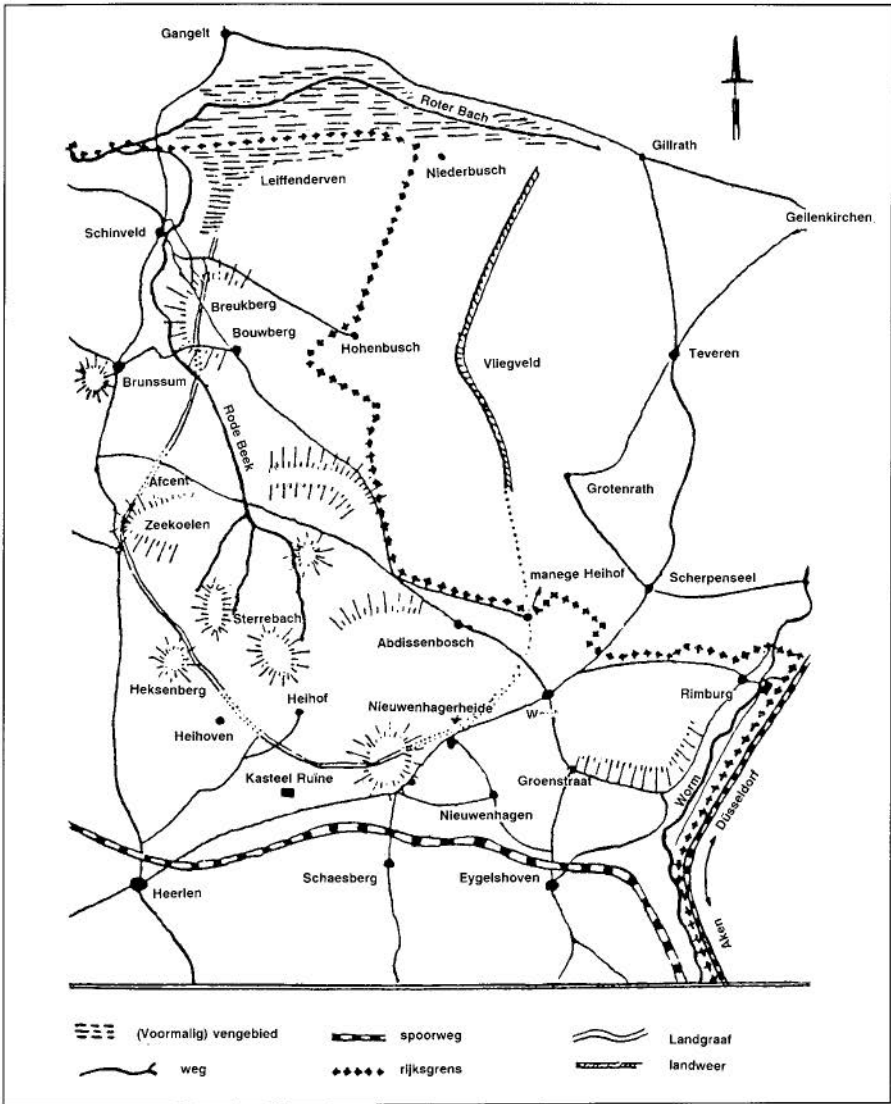 Gangelt
Roter Bach
Gillrath
Niederbusch
Leiffenderven
Geilenkirchen
Schinveld
Breukberg
Bouwberg
Hohenbusch
Vliegveld
Teveren
Brunssum
Rode Beek
Afcent
Grotenrath
Zeekoelen
manege Heihof
Scherpenseel
Sterrebach
Abdissenbosch
Heksenberg
Heihof
Nieuwenhagerheide
Rimburg
Heihoven
W
Kasteel Ruïne
Groenstraat
Worm
Düsseldorf
Nieuwenhagen
Schaesberg
Eygelshoven
Heerlen
Aken
(Voormalig) vengebied
spoorweg
Landgraaf
weg
rijksgrens
landweer